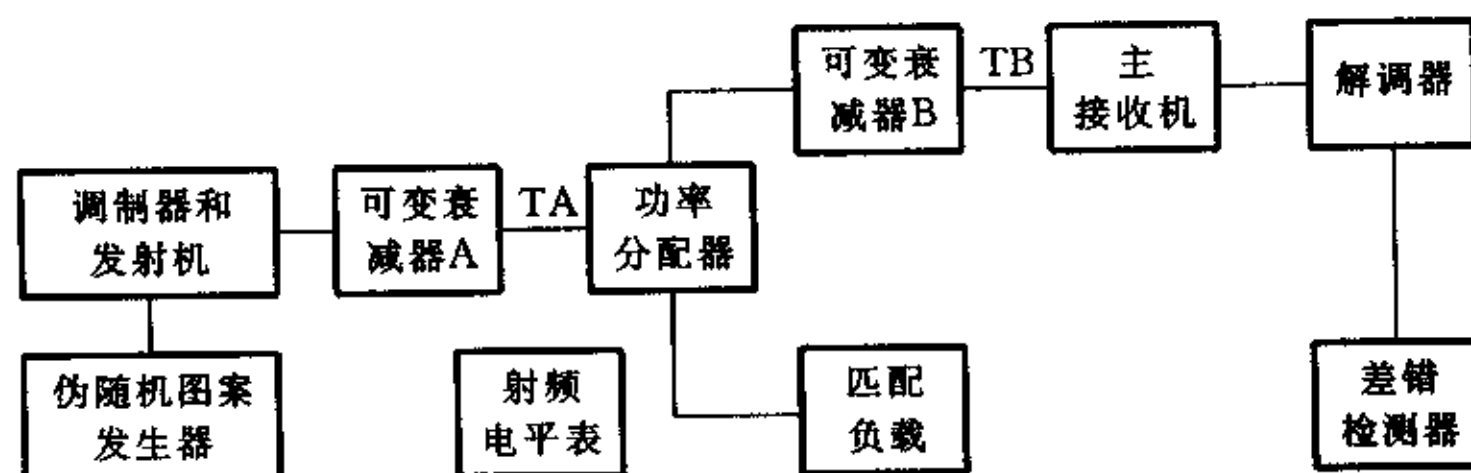 可变衰
减器B
TB
主
接收机
解调器
调制器和
发射机
可变衰
减器A
TA
功率
分配器
伪随机图案
发生器
射频
电平表
匹配
负载
差错
检测器